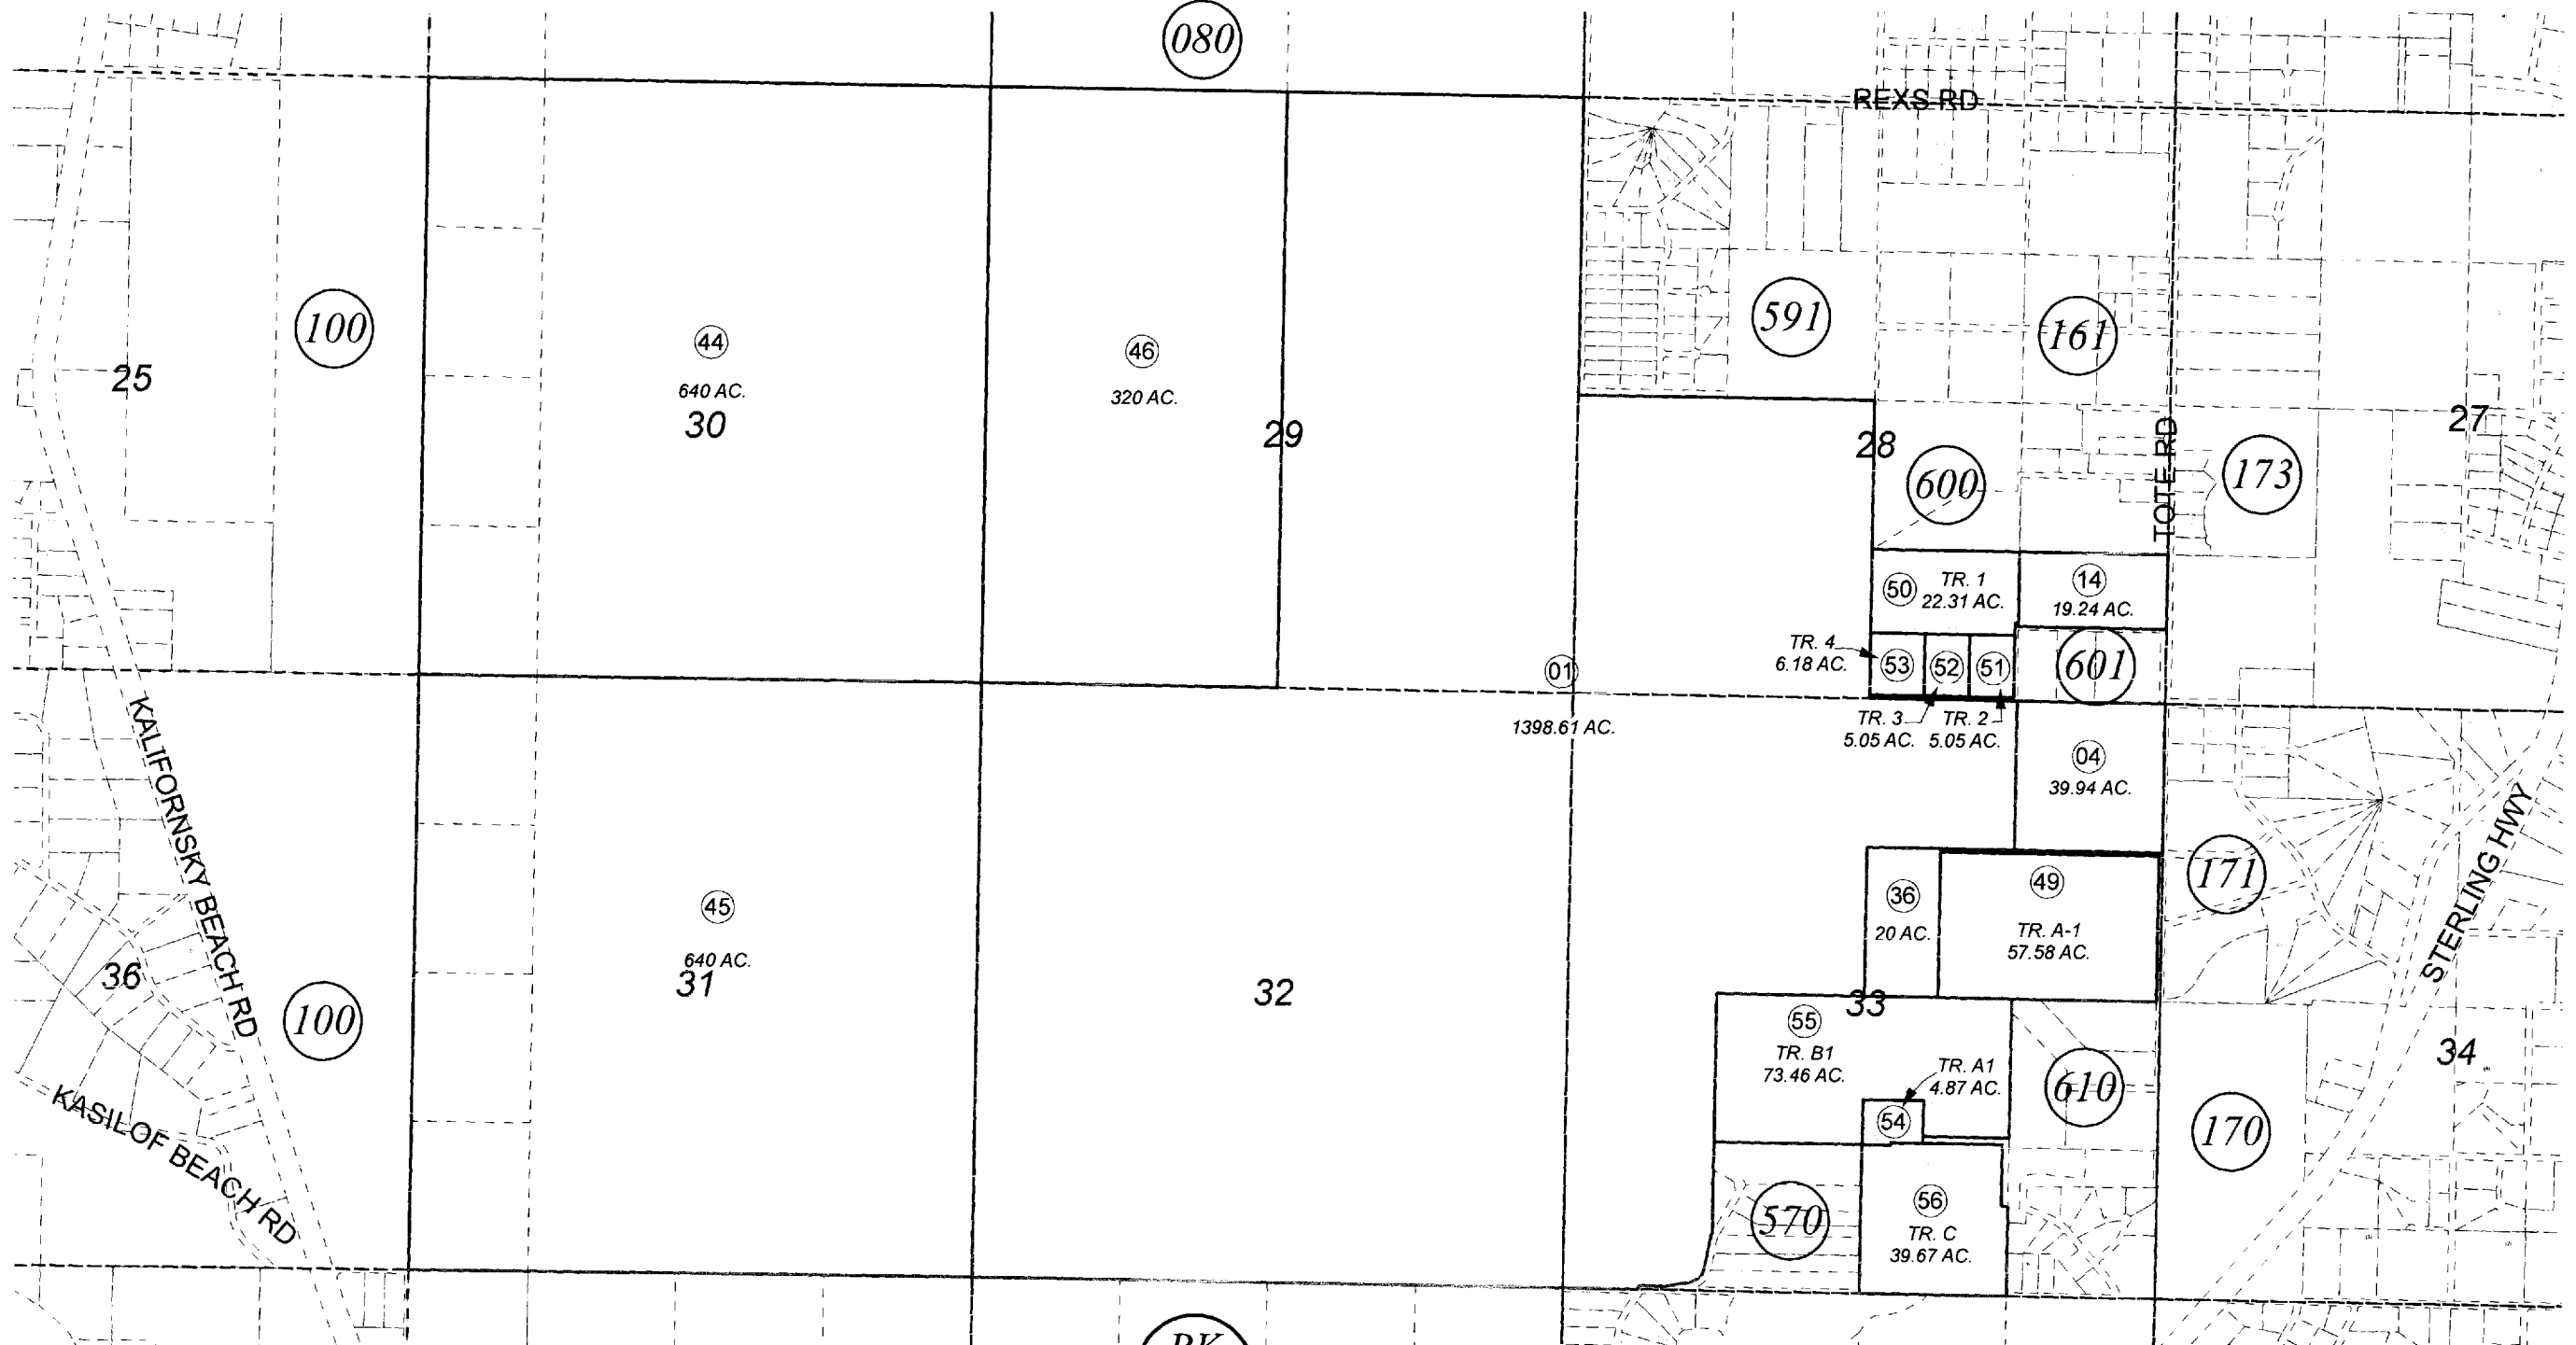 080
REXS RD
591
161
100
44
640 AC.
30
46
320 AC.
29
25
28
27
600
TOTE RD
173
50
TR. 1
22.31 AC.
14
19.24 AC.
TR. 4
6.18 AC.
53
52
51
601
01
1398.61 AC.
TR. 3
5.05 AC.
TR. 2
5.05 AC.
04
39.94 AC.
KALIFORNSKY BEACH RD
171
STERLING HWY
36
20 AC.
49
TR. A-1
57.58 AC.
45
640 AC.
31
32
33
36
100
55
TR. B1
73.46 AC.
TR. A1
4.87 AC.
54
610
34
170
KASILOF BEACH RD
570
56
TR. C
39.67 AC.
BK